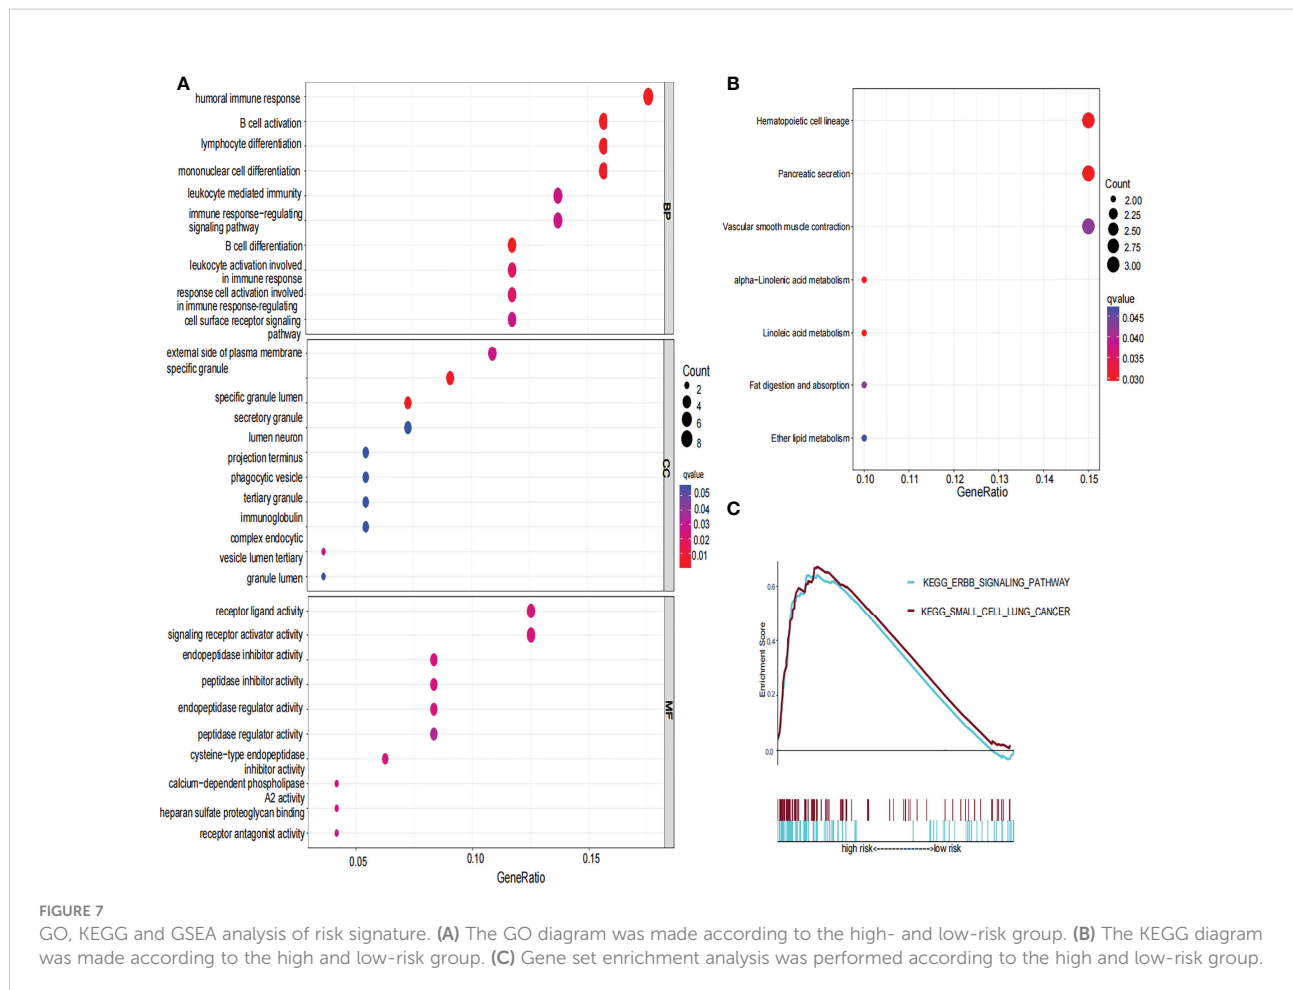 A
humoral immune response
B cell activation
lymphocyte differentiation
mononuclear cell differentiation
leukocyte mediated immunity
immune response-regulating
signaling pathway
B cell differentiation
leukocyte activation involved
in immune response
response cell activation involved
in immune response-regulating
cell surface receptor signaling
pathway
BP
external side of plasma membrane
specific granule
specific granule lumen
secretory granule
lumen neuron
projection terminus
phagocytic vesicle
tertiary granule
immunoglobulin
complex endocytic
vesicle lumen tertiary
granule lumen
CC
receptor ligand activity
signaling receptor activator activity
endopeptidase inhibitor activity
peptidase inhibitor activity
endopeptidase regulator activity
peptidase regulator activity
cysteine-type endopeptidase
inhibitor activity
calcium-dependent phospholipase
A2 activity
heparan sulfate proteoglycan binding
receptor antagonist activity
MF
0.05 0.10 0.15
GeneRatio
Count
2
4
6
8
qvalue
0.05
0.04
0.03
0.02
0.01
B
Hematopoietic cell lineage
Pancreatic secretion
Vascular smooth muscle contraction
alpha-Linolenic acid metabolism
Linoleic acid metabolism
Fat digestion and absorption
Ether lipid metabolism
0.10 0.11 0.12 0.13 0.14 0.15
GeneRatio
Count
2.00
2.25
2.50
2.75
3.00
qvalue
0.045
0.040
0.035
0.030
C
KEGG_ERBB_SIGNALING_PATHWAY
KEGG_SMALL_CELL_LUNG_CANCER
Enrichment Score
0.6
0.4
0.2
0.0
high risk<------------->low risk
FIGURE 7
GO, KEGG and GSEA analysis of risk signature. (A) The GO diagram was made according to the high- and low-risk group. (B) The KEGG diagram
was made according to the high and low-risk group. (C) Gene set enrichment analysis was performed according to the high and low-risk group.